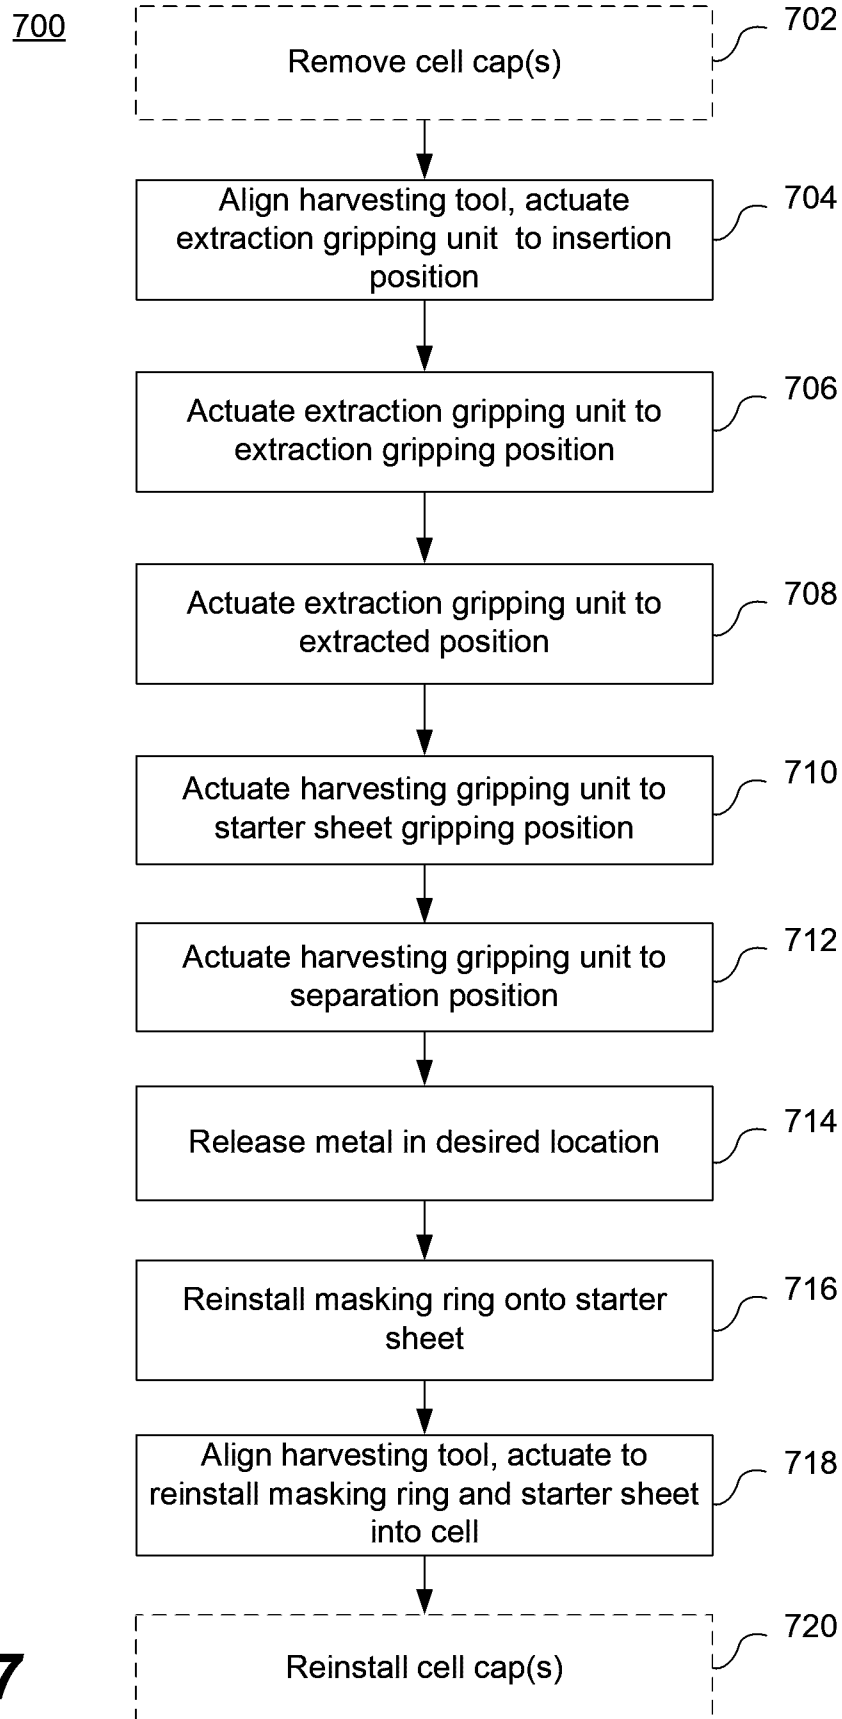 700
702
Remove cell cap(s)
704
Align harvesting tool, actuate
extraction gripping unit to insertion
position
706
Actuate extraction gripping unit to
extraction gripping position
708
Actuate extraction gripping unit to
extracted position
710
Actuate harvesting gripping unit to
starter sheet gripping position
712
Actuate harvesting gripping unit to
separation position
714
Release metal in desired location
716
Reinstall masking ring onto starter
sheet
718
Align harvesting tool, actuate to
reinstall masking ring and starter sheet
into cell
720
Reinstall cell cap(s)
7